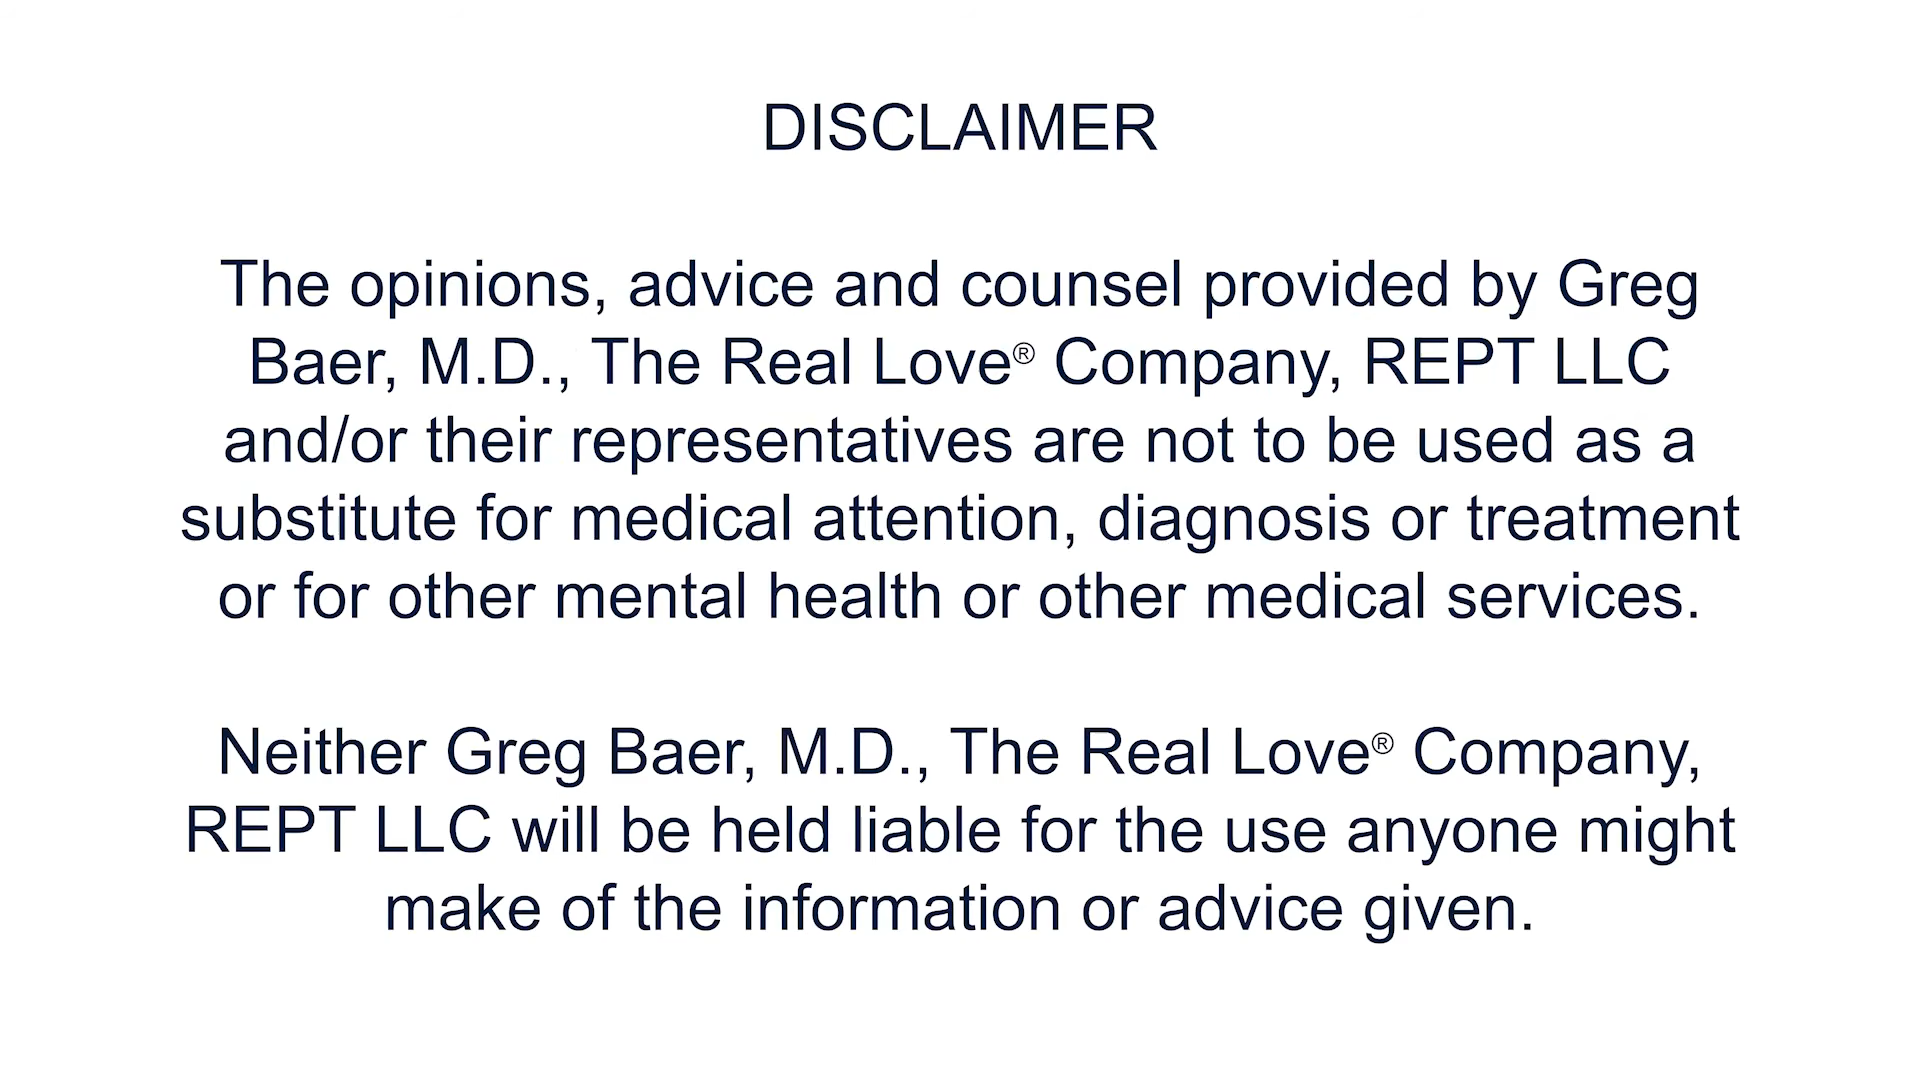 DISCLAIMER
The opinions, advice and counsel provided by Greg
Baer, M.D., The Real Love® Company, REPT LLC
and/or their representatives are not to be used as a
substitute for medical attention, diagnosis or treatment
or for other mental health or other medical services.
Neither Greg Baer, M.D., The Real Love® Company,
REPT LLC will be held liable for the use anyone might
make of the information or advice given.